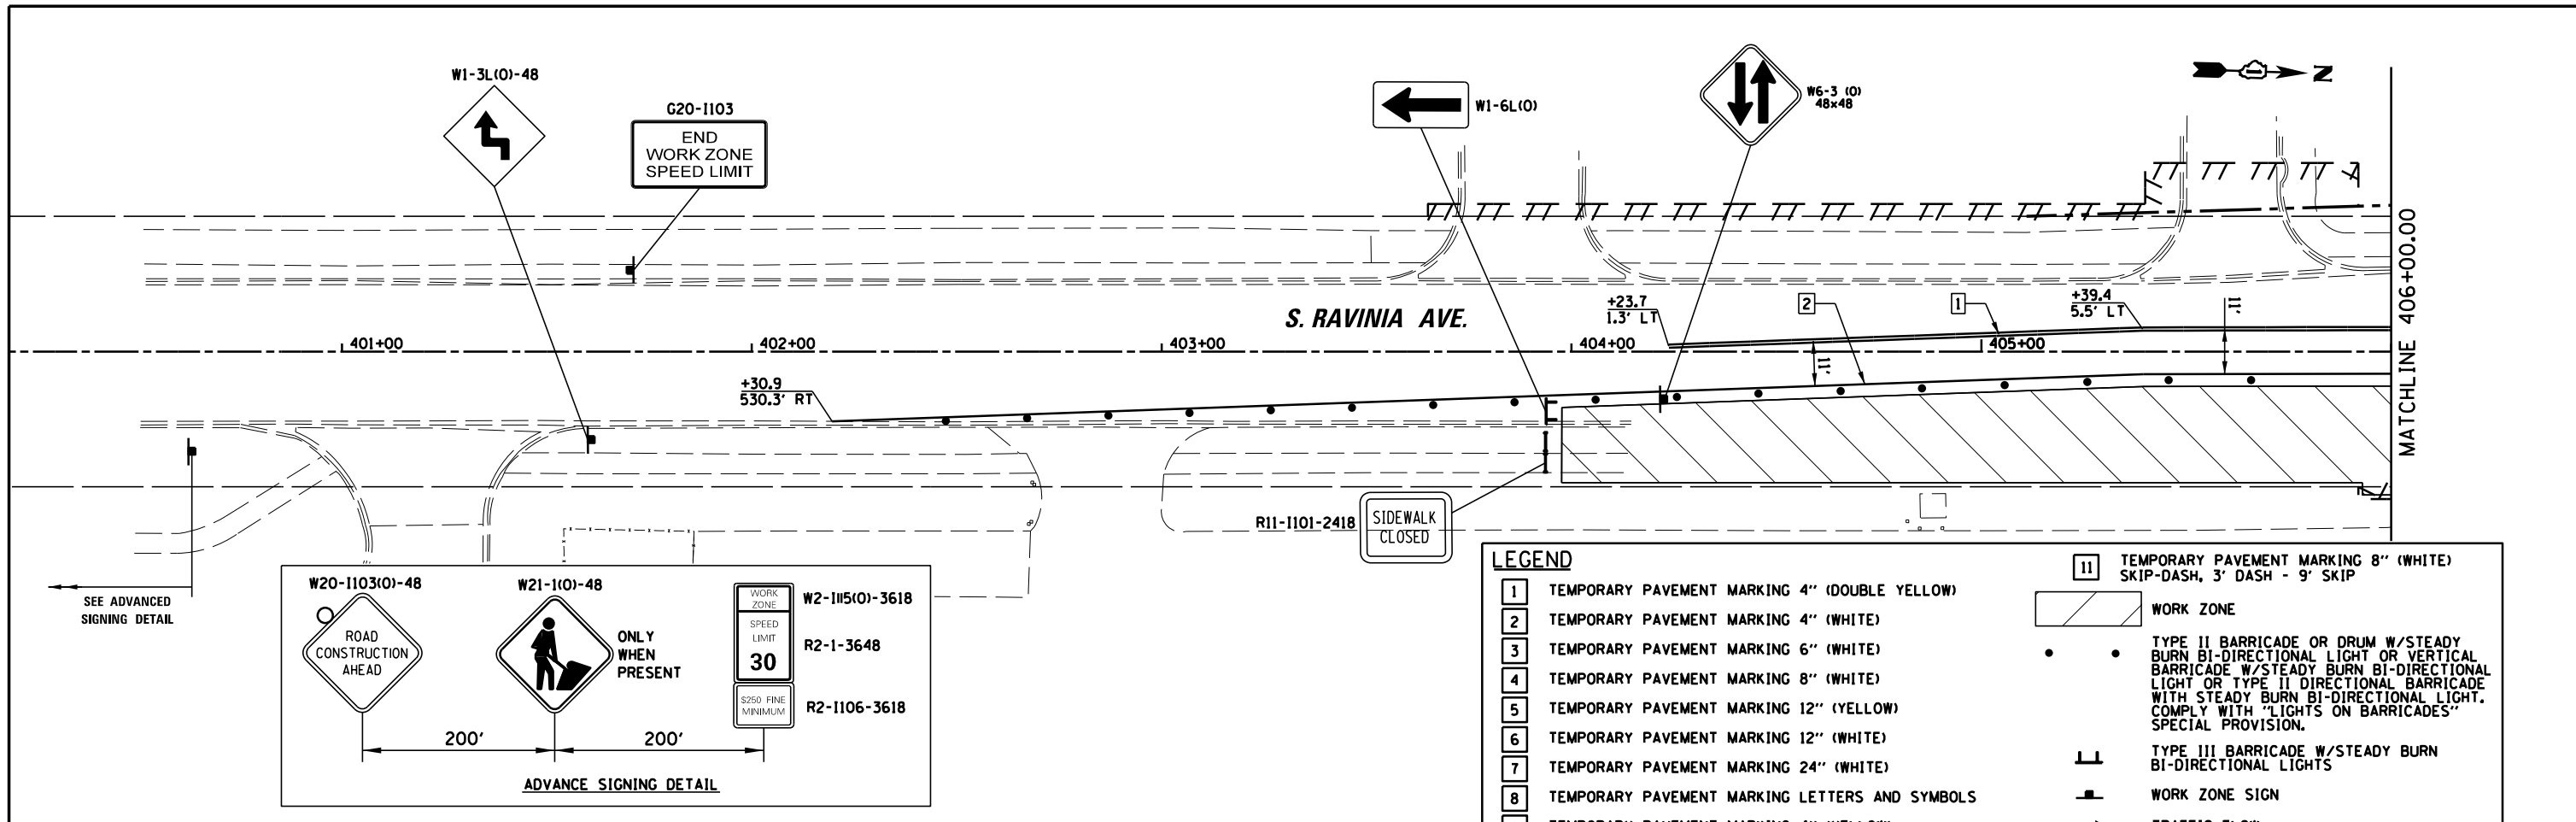 W1-3L(O)-48
G20-I103
END
WORK ZONE
SPEED LIMIT
W1-6L(O)
W6-3 (O)
48x48
N
S. RAVINIA AVE.
+23.7
1.3' LT
2
1
+39.4
5.5' LT
11'
11'
401+00
402+00
403+00
404+00
405+00
MATCHLINE 406+00.00
+30.9
530.3' RT
R11-I101-2418
SIDEWALK
CLOSED
SEE ADVANCED
SIGNING DETAIL
W20-I103(O)-48
ROAD
CONSTRUCTION
AHEAD
W21-1(O)-48
ONLY
WHEN
PRESENT
WORK
ZONE
SPEED
LIMIT
30
$250 FINE
MINIMUM
W2-I115(O)-3618
R2-1-3648
R2-I106-3618
200'
200'
ADVANCE SIGNING DETAIL
LEGEND
1 TEMPORARY PAVEMENT MARKING 4" (DOUBLE YELLOW)
2 TEMPORARY PAVEMENT MARKING 4" (WHITE)
3 TEMPORARY PAVEMENT MARKING 6" (WHITE)
4 TEMPORARY PAVEMENT MARKING 8" (WHITE)
5 TEMPORARY PAVEMENT MARKING 12" (YELLOW)
6 TEMPORARY PAVEMENT MARKING 12" (WHITE)
7 TEMPORARY PAVEMENT MARKING 24" (WHITE)
8 TEMPORARY PAVEMENT MARKING LETTERS AND SYMBOLS
11 TEMPORARY PAVEMENT MARKING 8" (WHITE)
SKIP-DASH, 3' DASH - 9' SKIP
WORK ZONE
TYPE II BARRICADE OR DRUM W/STEADY
BURN BI-DIRECTIONAL LIGHT OR VERTICAL
BARRICADE W/STEADY BURN BI-DIRECTIONAL
LIGHT OR TYPE II DIRECTIONAL BARRICADE
WITH STEADY BURN BI-DIRECTIONAL LIGHT.
COMPLY WITH "LIGHTS ON BARRICADES"
SPECIAL PROVISION.
TYPE III BARRICADE W/STEADY BURN
BI-DIRECTIONAL LIGHTS
WORK ZONE SIGN